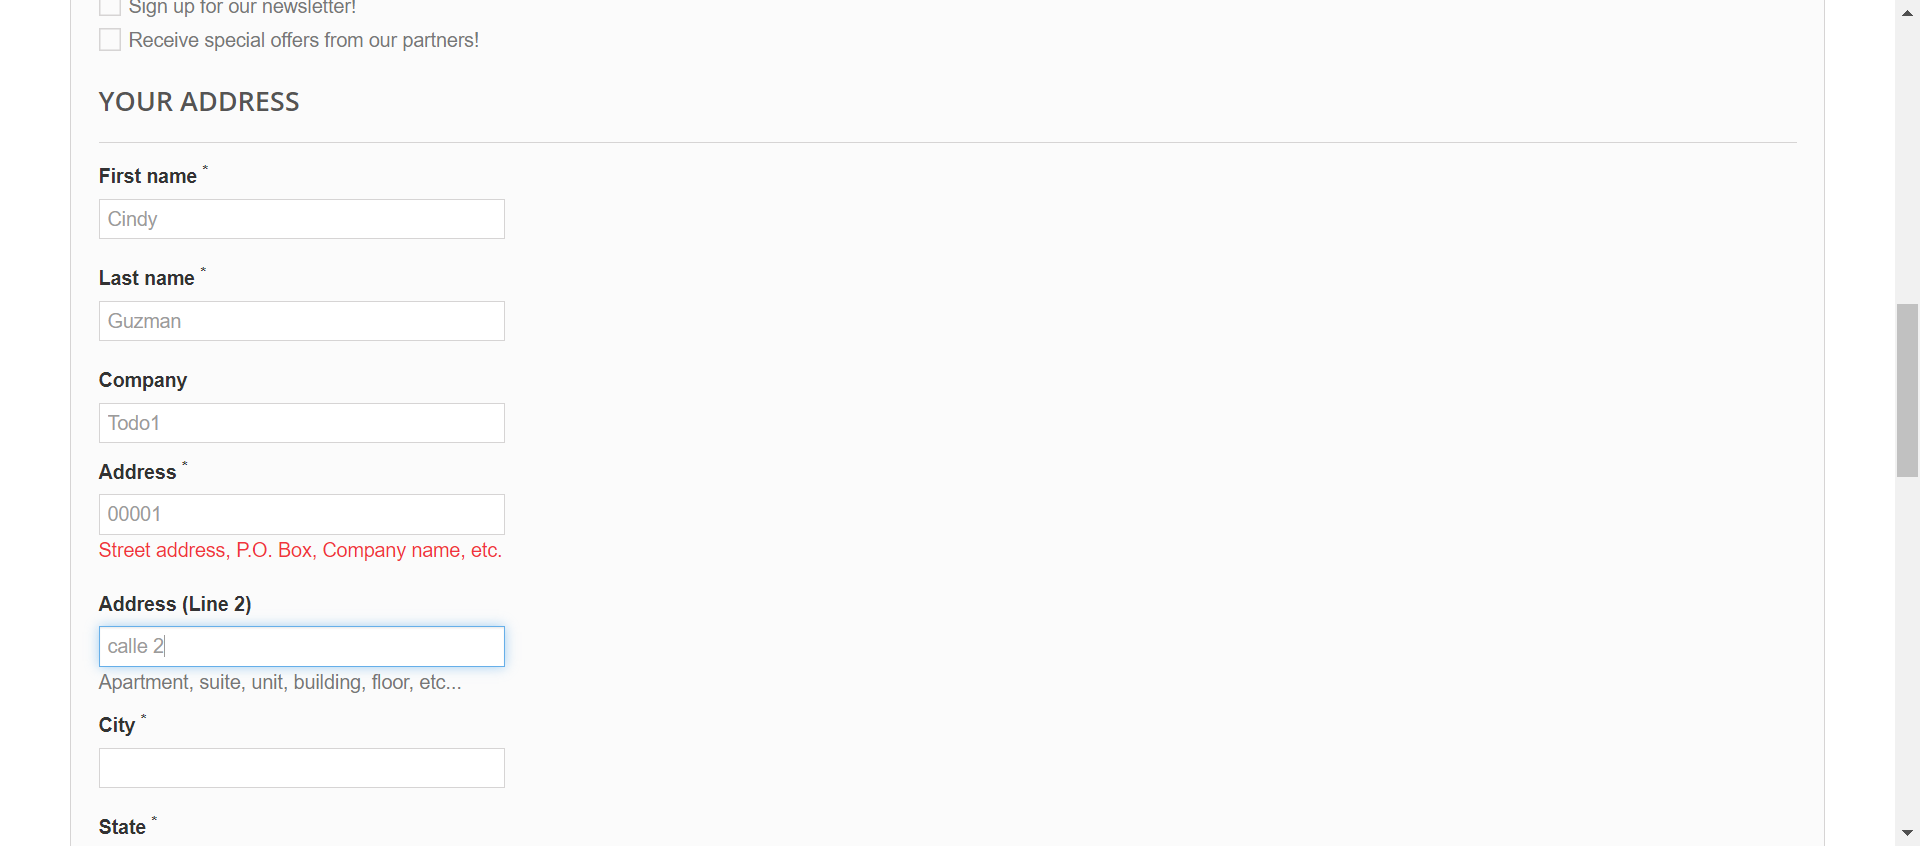 Sign up for our newsletter!
Receive special offers from our partners!
YOUR ADDRESS
First name *
Cindy
Last name *
Guzman
Company
Todo1
Address *
00001
Street address, P.O. Box, Company name, etc.
Address (Line 2)
calle 2
Apartment, suite, unit, building, floor, etc...
City *
State *